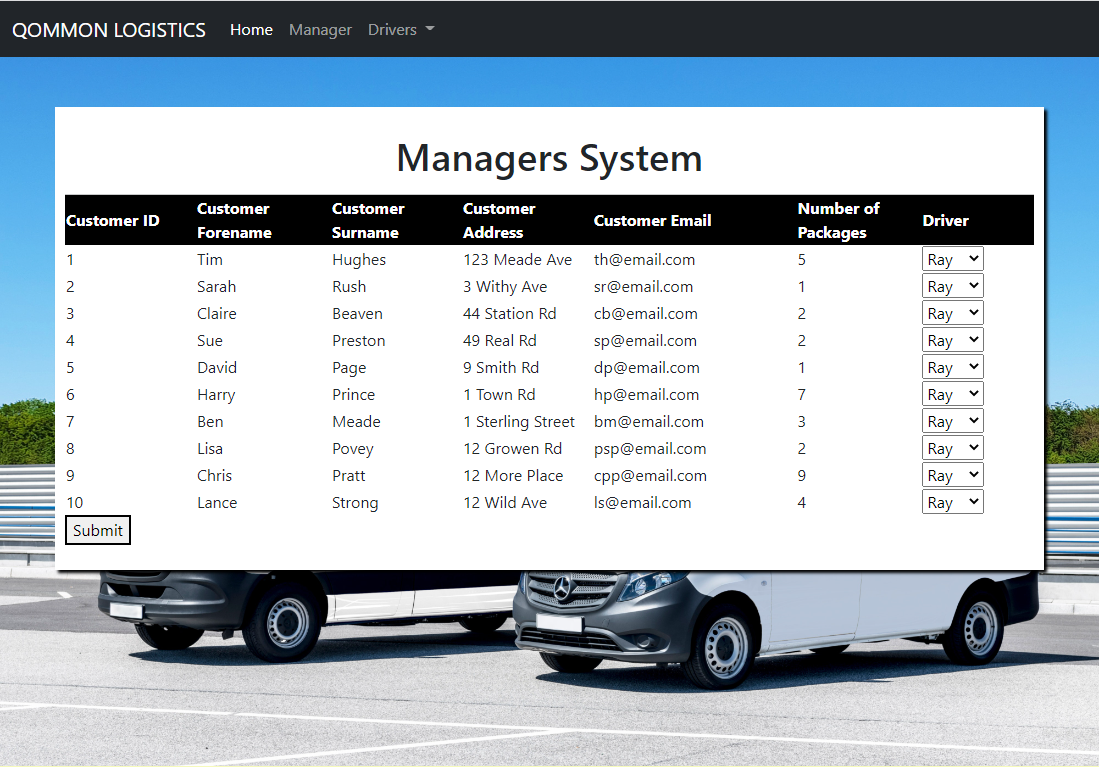 QOMMON LOGISTICS Home Manager Drivers
Managers System
Customer ID Customer Forename Customer Surname Customer Address Customer Email Number of Packages Driver
1 Tim Hughes 123 Meade Ave th@email.com 5 Ray
2 Sarah Rush 3 Withy Ave sr@email.com 1 Ray
3 Claire Beaven 44 Station Rd cb@email.com 2 Ray
4 Sue Preston 49 Real Rd sp@email.com 2 Ray
5 David Page 9 Smith Rd dp@email.com 1 Ray
6 Harry Prince 1 Town Rd hp@email.com 7 Ray
7 Ben Meade 1 Sterling Street bm@email.com 3 Ray
8 Lisa Povey 12 Growen Rd psp@email.com 2 Ray
9 Chris Pratt 12 More Place cpp@email.com 9 Ray
10 Lance Strong 12 Wild Ave ls@email.com 4 Ray
Submit